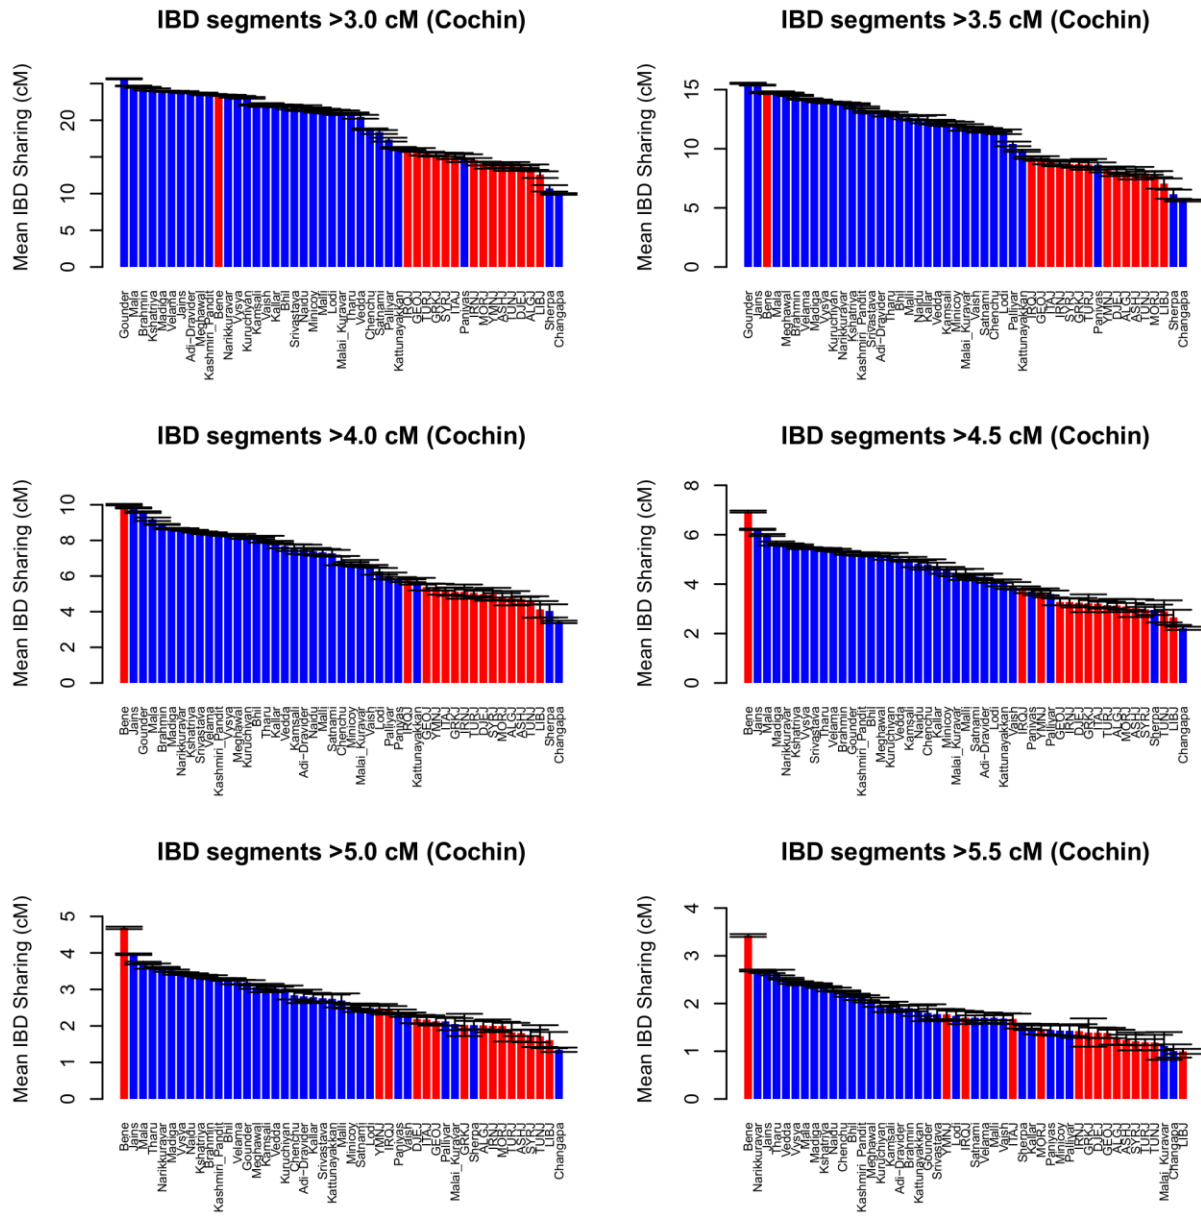 IBD segments >3.0 cM (Cochin)
Mean IBD Sharing (cM)
0
5
10
20
Gounder
Mala
Brahmin
Kshatriya
Madiga
Velama
Jains
Adi-Dravider
Meghawal
Kashmiri_Pandit
Bene
Narikkuravar
Vysya
Kuruchiyan
Kamsali
Vaish
Kallar
Bhil
Srivastava
Naidu
Minicoy
Malli
Lodi
Malai_Kuravar
Tharu
Vedda
Chenchu
Satnami
Paliyar
Kattunayakkan
IRQJ
GEOJ
TURJ
GRKJ
SYRJ
ITAJ
Paniyas
IRNJ
MORJ
YMNJ
ASHJ
TUNJ
DJEJ
ALGJ
LIBJ
Sherpa
Changapa
IBD segments >3.5 cM (Cochin)
Mean IBD Sharing (cM)
0
5
10
15
Gounder
Jains
Bene
Mala
Meghawal
Brahmin
Velama
Madiga
Vysya
Kuruchiyan
Narikkuravar
Kshatriya
Kashmiri_Pandit
Srivastava
Adi-Dravider
Tharu
Bhil
Malli
Naidu
Kallar
Vedda
Kamsali
Minicoy
Malai_Kuravar
Vaish
Satnami
Chenchu
Lodi
Paliyar
Kattunayakkan
IRQJ
GEOJ
ITAJ
IRNJ
SYRJ
GRKJ
TURJ
Paniyas
YMNJ
DJEJ
ALGJ
ASHJ
TUNJ
MORJ
LIBJ
Sherpa
Changapa
IBD segments >4.0 cM (Cochin)
Mean IBD Sharing (cM)
0
2
4
6
8
10
Bene
Jains
Gounder
Mala
Brahmin
Madiga
Narikkuravar
Kshatriya
Srivastava
Velama
Kashmiri_Pandit
Vysya
Meghawal
Kuruchiyan
Bhil
Tharu
Kallar
Vedda
Kamsali
Adi-Dravider
Naidu
Malli
Satnami
Chenchu
Minicoy
Malai_Kuravar
Vaish
Lodi
Paliyar
Paniyas
IRQJ
Kattunayakkan
GEOJ
YMNJ
ITAJ
GRKJ
IRNJ
TURJ
DJEJ
SYRJ
MORJ
ALGJ
ASHJ
TUNJ
LIBJ
Sherpa
Changapa
IBD segments >4.5 cM (Cochin)
Mean IBD Sharing (cM)
0
2
4
6
8
Bene
Jains
Mala
Madiga
Narikkuravar
Kshatriya
Vysya
Srivastava
Tharu
Velama
Brahmin
Gounder
Kashmiri_Pandit
Bhil
Meghawal
Kuruchiyan
Vedda
Kamsali
Naidu
Chenchu
Kallar
Minicoy
Malai_Kuravar
Malli
Satnami
Adi-Dravider
Lodi
Kattunayakkan
Vaish
IRQJ
Paniyas
YMNJ
Paliyar
GEOJ
IRNJ
DJEJ
GRKJ
ITAJ
TURJ
ALGJ
MORJ
ASHJ
SYRJ
Sherpa
TUNJ
LIBJ
Changapa
IBD segments >5.0 cM (Cochin)
Mean IBD Sharing (cM)
0
1
2
3
4
5
Bene
Jains
Mala
Tharu
Narikkuravar
Madiga
Vysya
Naidu
Kshatriya
Brahmin
Kashmiri_Pandit
Bhil
Velama
Gounder
Meghawal
Kamsali
Vedda
Kuruchiyan
Chenchu
Adi-Dravider
Kallar
Srivastava
Kattunayakkan
Malli
Minicoy
Satnami
Lodi
YMNJ
IRQJ
Paniyas
Vaish
DJEJ
ITAJ
GEOJ
Paliyar
Malai_Kuravar
GRKJ
Sherpa
ALGJ
IRNJ
MORJ
TURJ
ASHJ
SYRJ
TUNJ
LIBJ
Changapa
IBD segments >5.5 cM (Cochin)
Mean IBD Sharing (cM)
0
1
2
3
4
Bene
Narikkuravar
Jains
Tharu
Vedda
Vysya
Mala
Madiga
Kshatriya
Naidu
Chenchu
Bhil
Kashmiri_Pandit
Meghawal
Kuruchiyan
Kamsali
Adi-Dravider
Brahmin
Kattunayakkan
Gounder
Srivastava
YMNJ
Lodi
IRQJ
Satnami
Velama
Malli
Vaish
ITAJ
Sherpa
Kallar
MORJ
Paniyas
Minicoy
Paliyar
IRNJ
GRKJ
DJEJ
GEOJ
ALGJ
ASHJ
SYRJ
TURJ
TUNJ
Malai_Kuravar
Changapa
LIBJ